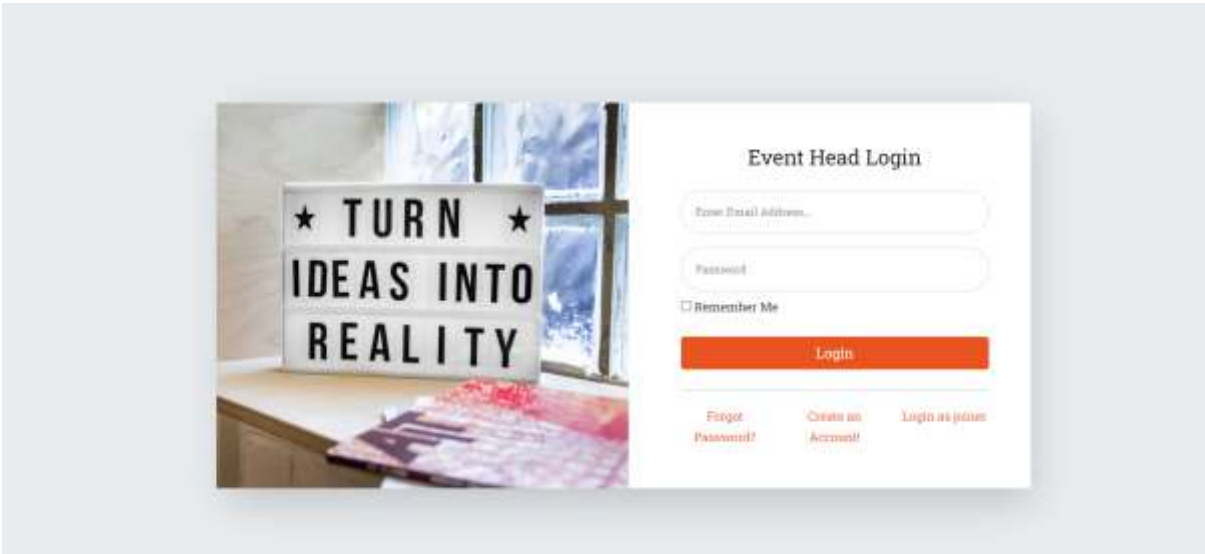 ★ TURN ★
IDEAS INTO
REALITY
All
Event Head Login
Enter Email Address...
Password
Remember Me
Login
Forgot
Password?
Create an
Account!
Login as joiner